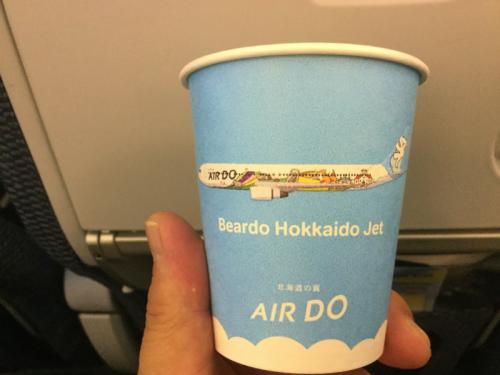 AIR DO
Beardo Hokkaido Jet
北海道の翼
AIR DO